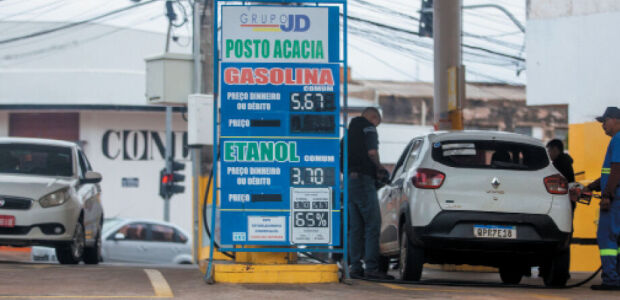 GRUPO JD
POSTO ACACIA
GASOLINA
COMUM
PREÇO DINHEIRO
OU DÉBITO
5.67
PREÇO
ETANOL
COMUM
PREÇO DINHEIRO
OU DÉBITO
3.70
PREÇO
65%
CON